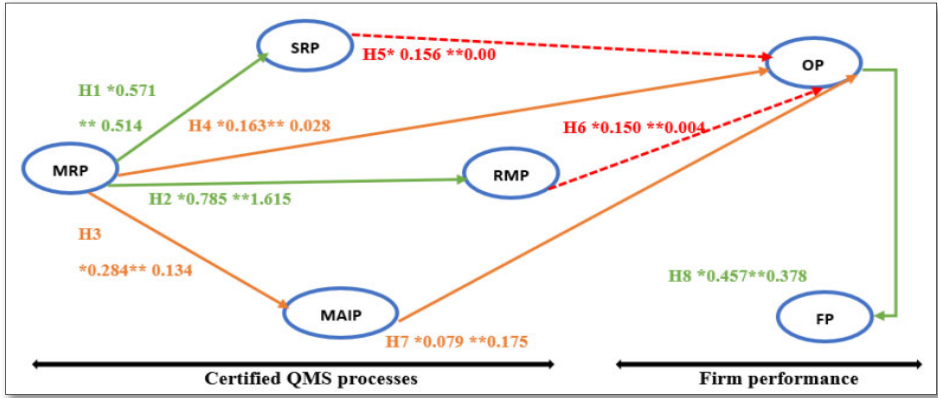 SRP
H5* 0.156 **0.00
OP
H1 *0.571
** 0.514
H4 *0.163** 0.028
H6 *0.150 **0.004
MRP
RMP
H2 *0.785 **1.615
H3
*0.284** 0.134
H8 *0.457**0.378
MAIP
FP
H7 *0.079 **0.175
Certified QMS processes
Firm performance